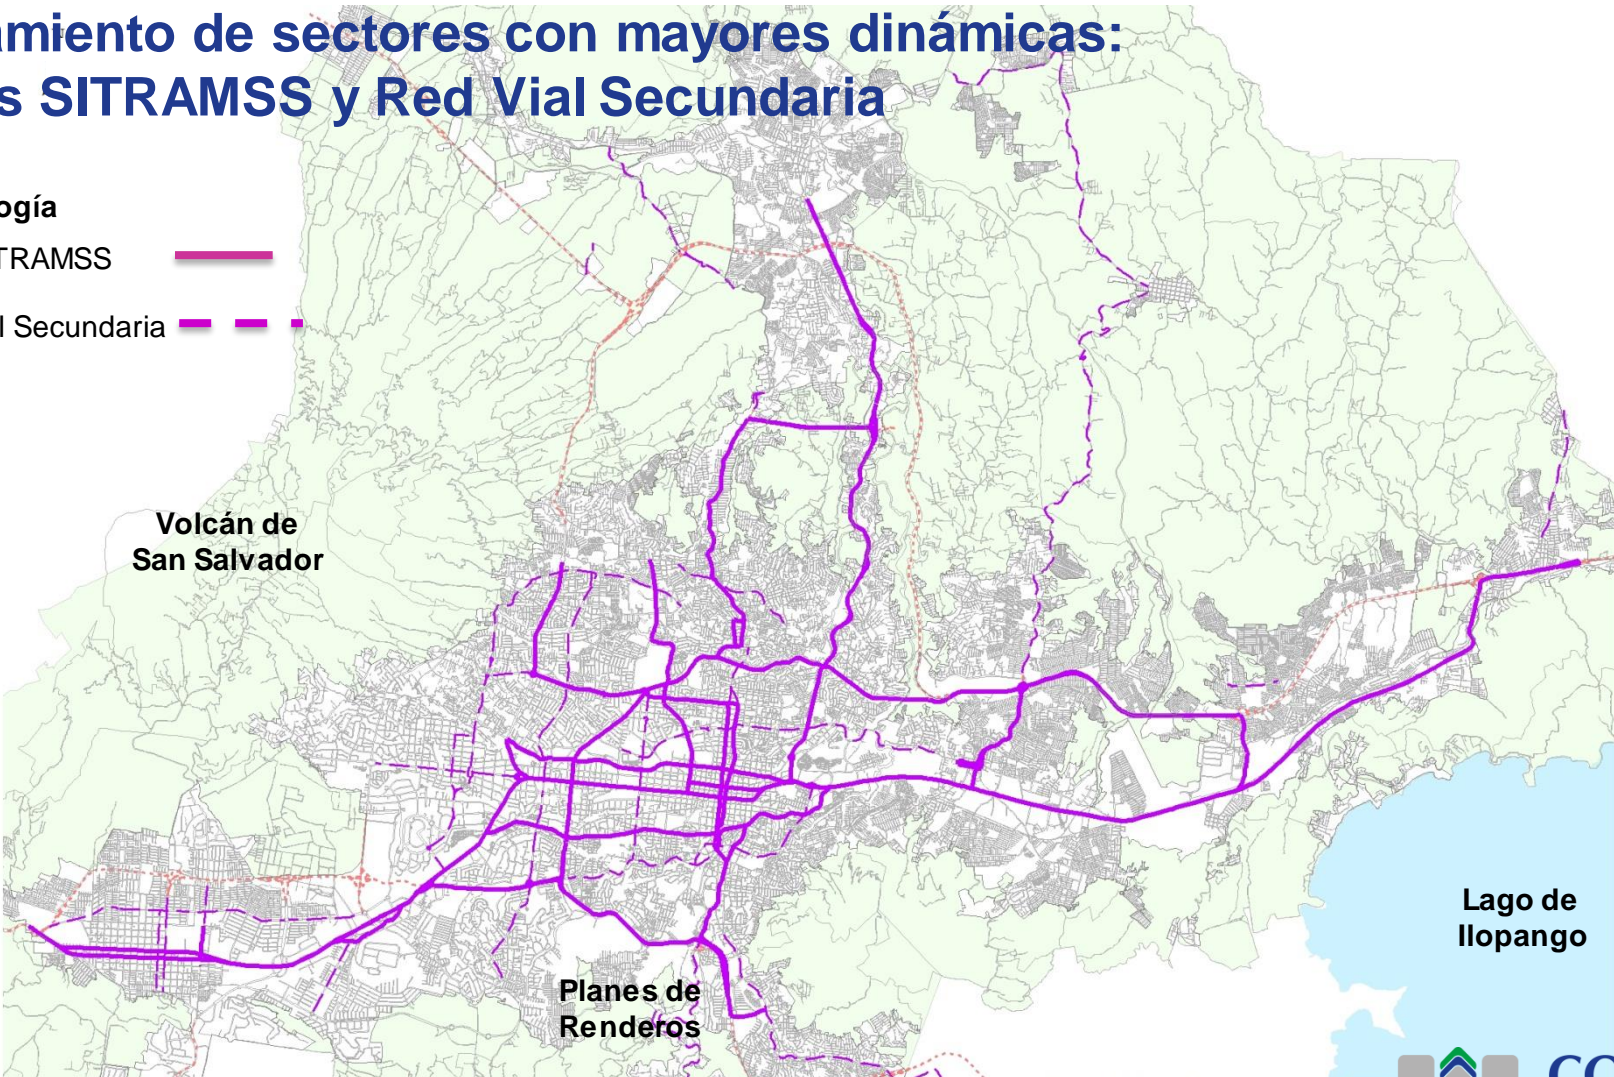 amiento de sectores con mayores dinámicas:
s SITRAMSS y Red Vial Secundaria
ogía
TRAMSS
l Secundaria
Volcán de
San Salvador
Planes de
Renderos
Lago de
Ilopango
CO